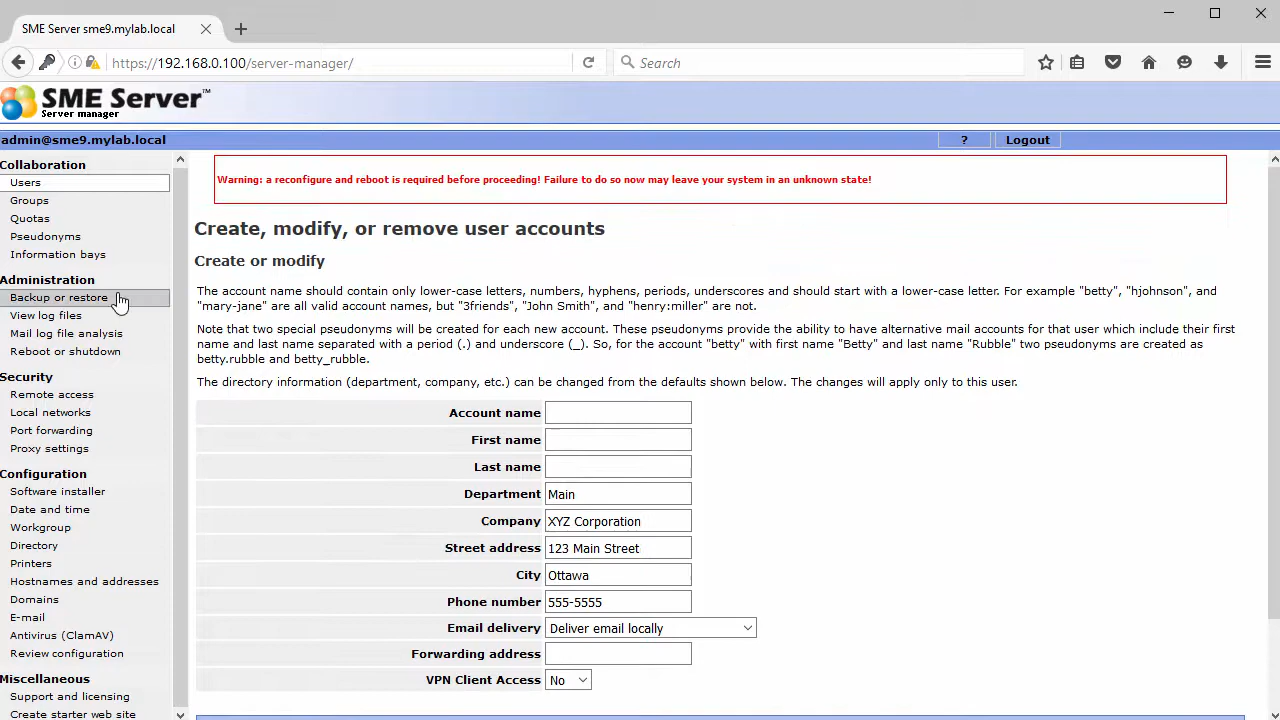 SME Server sme9.mylab.local
https://192.168.0.100/server-manager/
Search
SME Server™
Server manager
admin@sme9.mylab.local
?
Logout
Collaboration
Users
Groups
Quotas
Pseudonyms
Information bays
Administration
Backup or restore
View log files
Mail log file analysis
Reboot or shutdown
Security
Remote access
Local networks
Port forwarding
Proxy settings
Configuration
Software installer
Date and time
Workgroup
Directory
Printers
Hostnames and addresses
Domains
E-mail
Antivirus (ClamAV)
Review configuration
Miscellaneous
Support and licensing
Create starter web site
Warning: a reconfigure and reboot is required before proceeding! Failure to do so now may leave your system in an unknown state!
Create, modify, or remove user accounts
Create or modify
The account name should contain only lower-case letters, numbers, hyphens, periods, underscores and should start with a lower-case letter. For example "betty", "hjohnson", and
"mary-jane" are all valid account names, but "3friends", "John Smith", and "henry:miller" are not.
Note that two special pseudonyms will be created for each new account. These pseudonyms provide the ability to have alternative mail accounts for that user which include their first
name and last name separated with a period (.) and underscore (_). So, for the account "betty" with first name "Betty" and last name "Rubble" two pseudonyms are created as
betty.rubble and betty_rubble.
The directory information (department, company, etc.) can be changed from the defaults shown below. The changes will apply only to this user.
Account name
First name
Last name
Department Main
Company XYZ Corporation
Street address 123 Main Street
City Ottawa
Phone number 555-5555
Email delivery Deliver email locally
Forwarding address
VPN Client Access No